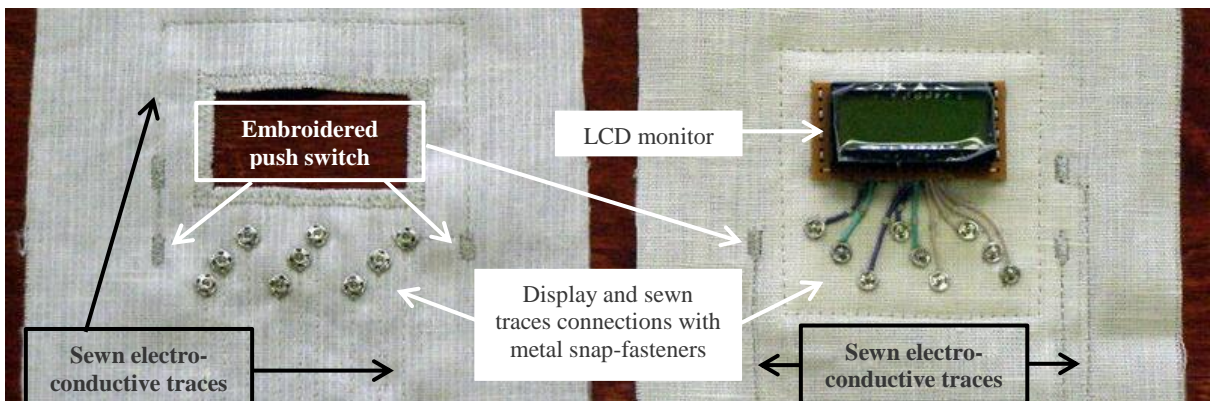 Embroidered
push switch
Sewn electro-
conductive traces
LCD monitor
Display and sewn
traces connections with
metal snap-fasteners
Sewn electro-
conductive traces